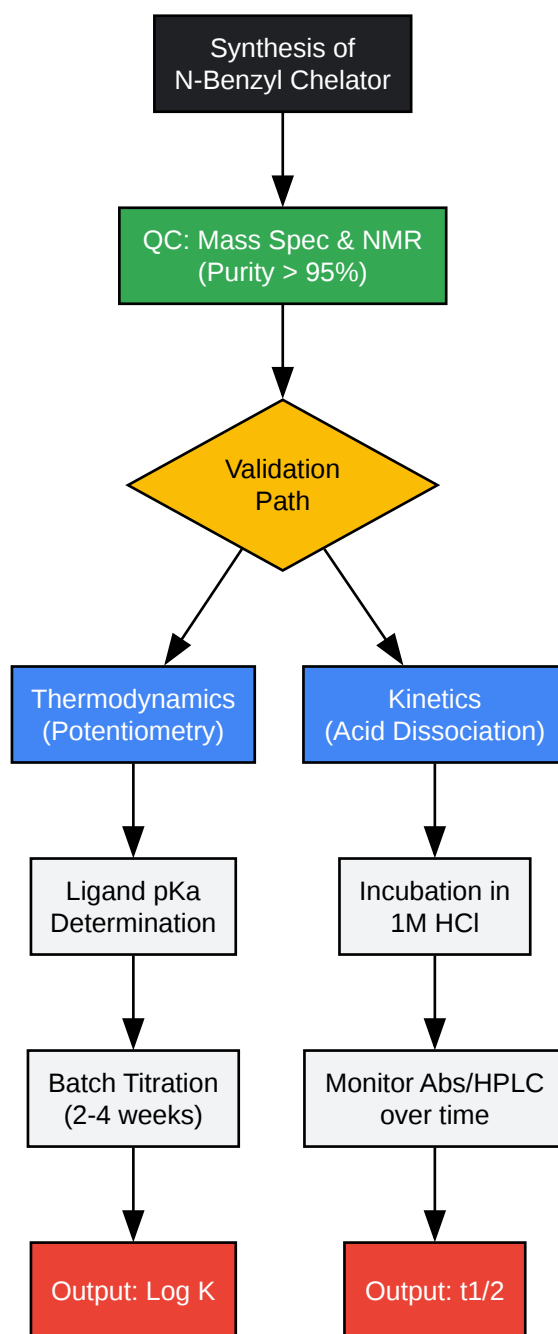 Synthesis of
N-Benzyl Chelator
QC: Mass Spec & NMR
(Purity > 95%)
Validation
Path
Thermodynamics
(Potentiometry)
Kinetics
(Acid Dissociation)
Ligand pKa
Determination
Incubation in
1M HCl
Batch Titration
(2-4 weeks)
Monitor Abs/HPLC
over time
Output: Log K
Output: t1/2